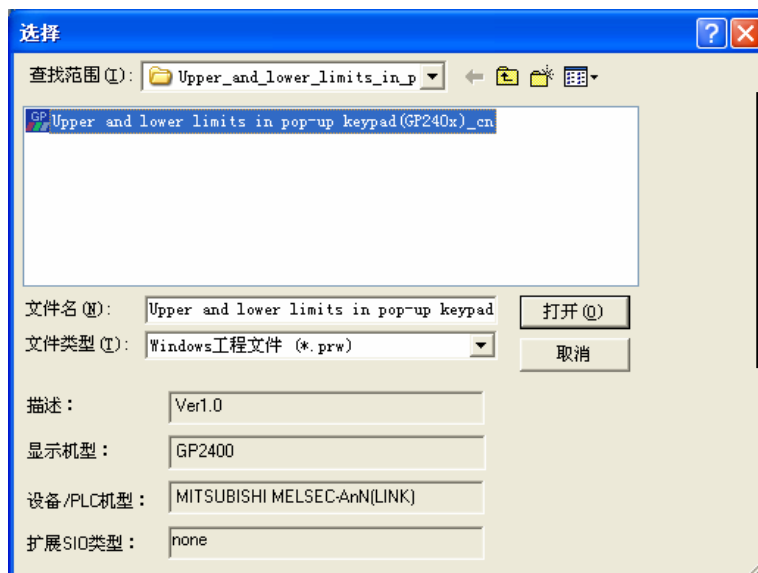 选择
查找范围(I): Upper_and_lower_limits_in_p
GP Upper and lower limits in pop-up keypad(GP240x)_cn
文件名(N): Upper and lower limits in pop-up keypad 打开(O)
文件类型(T): Windows工程文件 (*.prw) 取消
描述： Ver1.0
显示机型： GP2400
设备/PLC机型： MITSUBISHI MELSEC-AnN(LINK)
扩展SIO类型： none